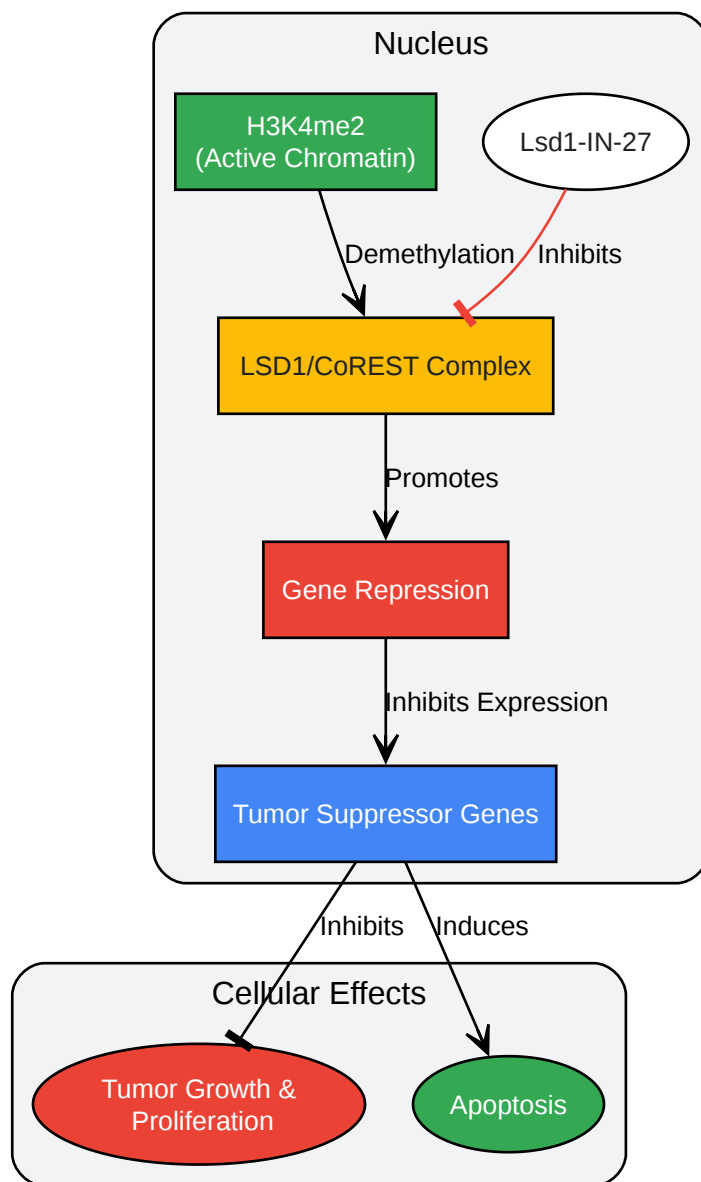 Nucleus
H3K4me2
(Active Chromatin)
Lsd1-IN-27
Demethylation
Inhibits
LSD1/CoREST Complex
Promotes
Gene Repression
Inhibits Expression
Tumor Suppressor Genes
Inhibits
Induces
Cellular Effects
Tumor Growth &
Proliferation
Apoptosis